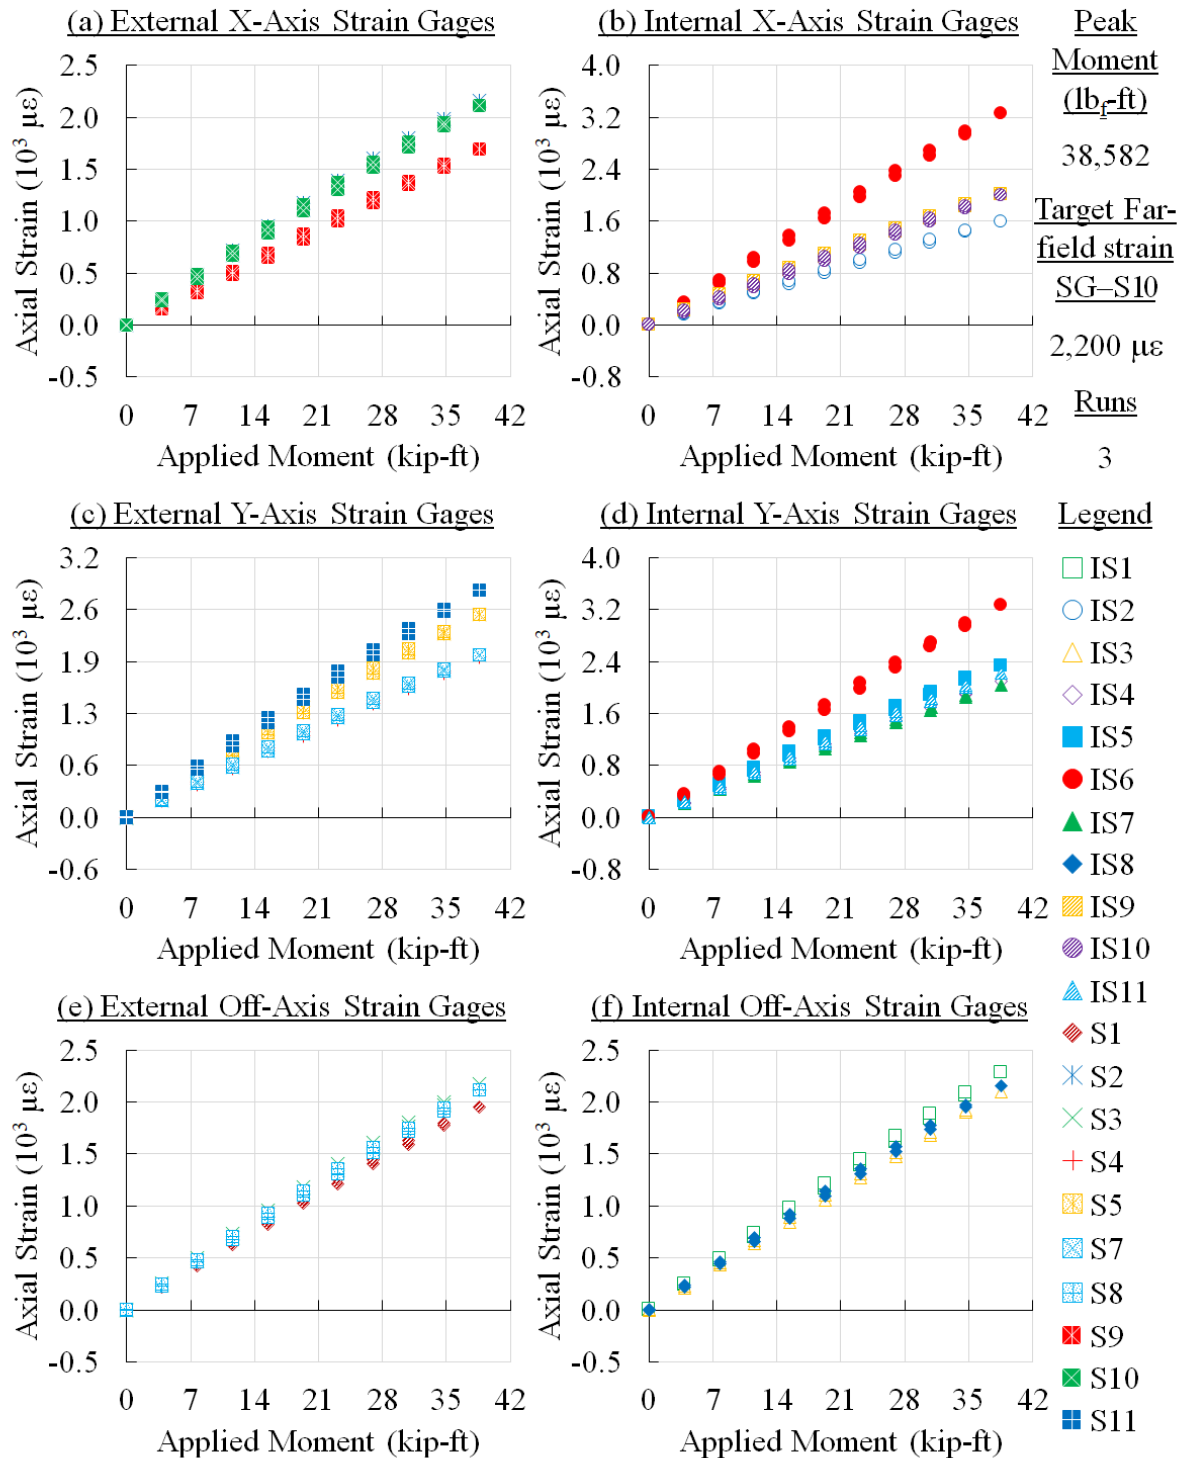 (a) External X-Axis Strain Gages
2.5
2.0
1.5
1.0
0.5
0.0
-0.5
Axial Strain (10³ με)
0 7 14 21 28 35 42
Applied Moment (kip-ft)
(b) Internal X-Axis Strain Gages
4.0
3.2
2.4
1.6
0.8
0.0
-0.8
Axial Strain (10³ με)
0 7 14 21 28 35 42
Applied Moment (kip-ft)
Peak
Moment
(lbf-ft)
38,582
Target Far-
field strain
SG–S10
2,200 με
Runs
3
(c) External Y-Axis Strain Gages
3.2
2.6
1.9
1.3
0.6
0.0
-0.6
Axial Strain (10³ με)
0 7 14 21 28 35 42
Applied Moment (kip-ft)
(d) Internal Y-Axis Strain Gages
4.0
3.2
2.4
1.6
0.8
0.0
-0.8
Axial Strain (10³ με)
0 7 14 21 28 35 42
Applied Moment (kip-ft)
(e) External Off-Axis Strain Gages
2.5
2.0
1.5
1.0
0.5
0.0
-0.5
Axial Strain (10³ με)
0 7 14 21 28 35 42
Applied Moment (kip-ft)
(f) Internal Off-Axis Strain Gages
2.5
2.0
1.5
1.0
0.5
0.0
-0.5
Axial Strain (10³ με)
0 7 14 21 28 35 42
Applied Moment (kip-ft)
Legend
IS1
IS2
IS3
IS4
IS5
IS6
IS7
IS8
IS9
IS10
IS11
S1
S2
S3
S4
S5
S7
S8
S9
S10
S11